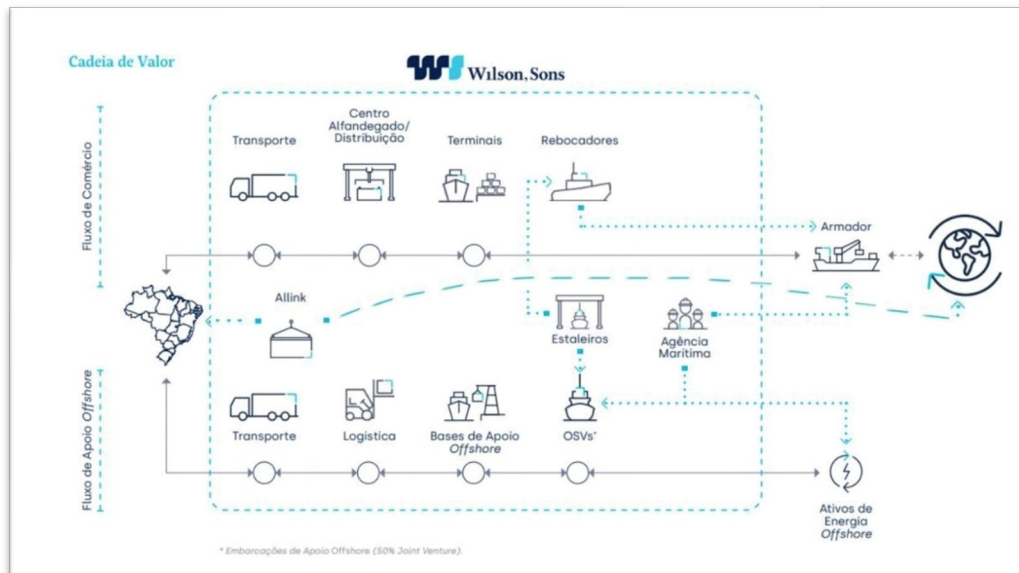 Cadeia de Valor
Wilson, Sons
Fluxo de Comércio
Transporte
Centro
Alfandegado/
Distribuição
Terminais
Rebocadores
Armador
Allink
Estaleiros
Agência
Marítima
Fluxo de Apoio Offshore
Transporte
Logística
Bases de Apoio
Offshore
OSVs*
Ativos de
Energia
Offshore
* Embarcações de Apoio Offshore (50% Joint Venture).